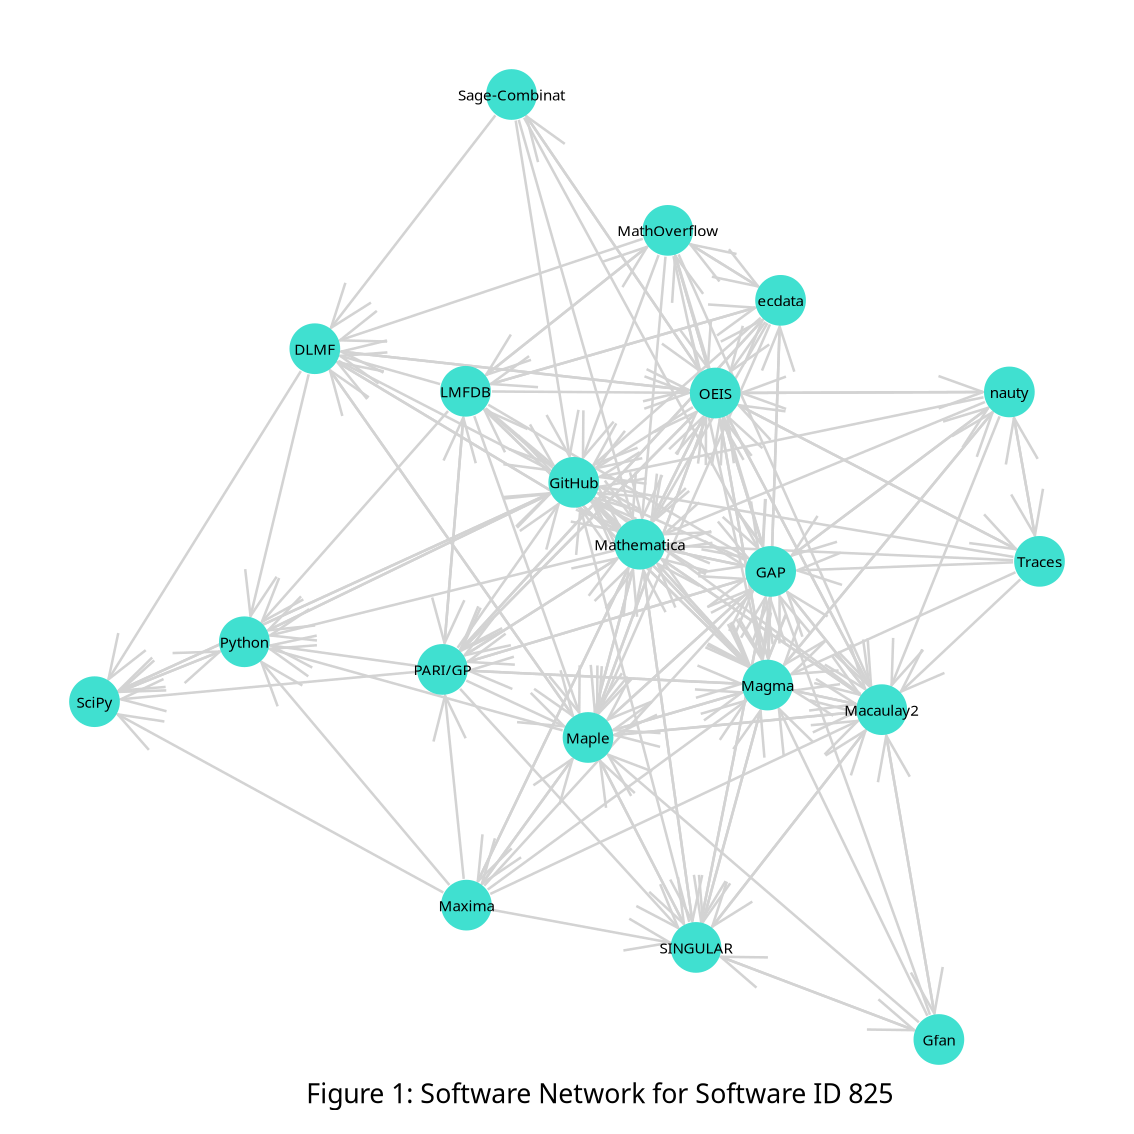 Sage-Combinat
MathOverflow
ecdata
DLMF
LMFDB
OEIS
nauty
GitHub
Mathematica
Traces
GAP
Python
PARI/GP
Magma
SciPy
Macaulay2
Maple
Maxima
SINGULAR
Gfan
Figure 1: Software Network for Software ID 825